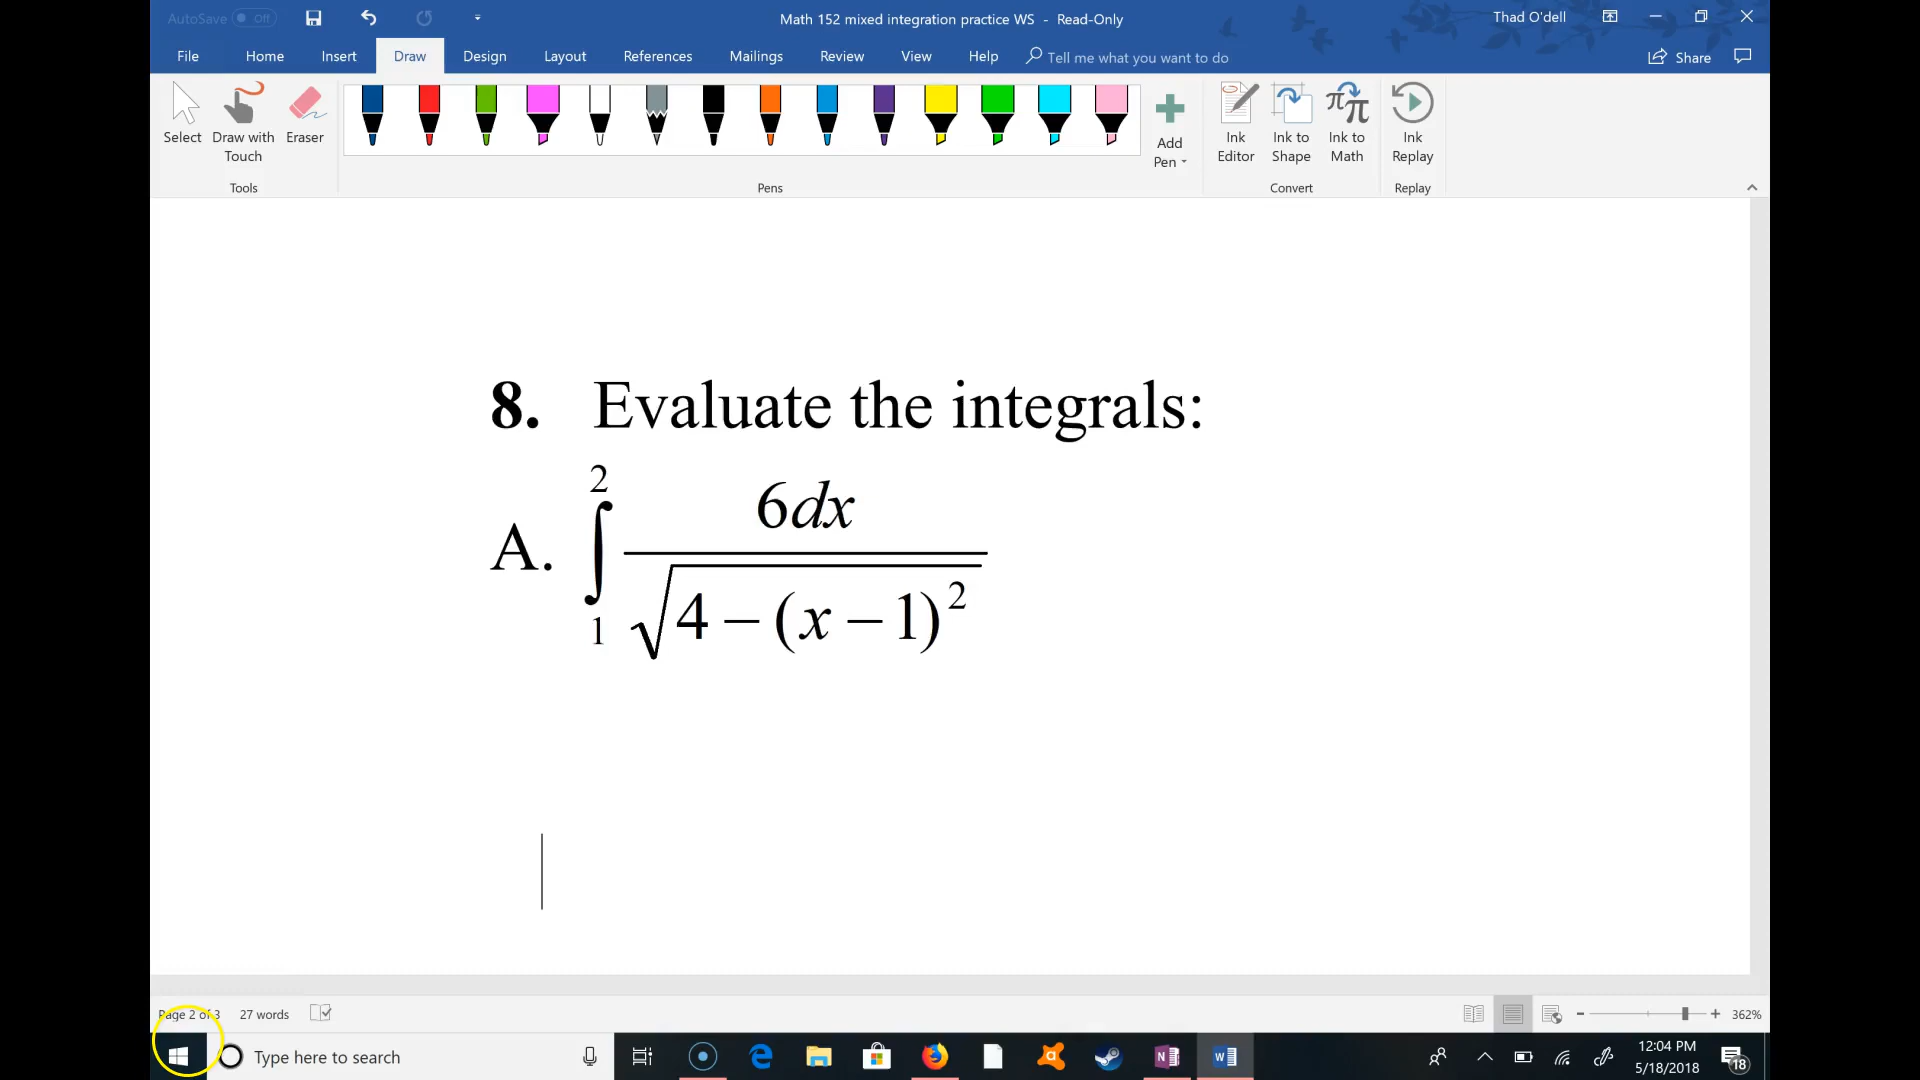 AutoSave Off
Math 152 mixed integration practice WS - Read-Only
Thad O'dell
File Home Insert Draw Design Layout References Mailings Review View Help Tell me what you want to do Share
Select
Draw with Touch
Eraser
Add Pen
Ink Editor
Ink to Shape
Ink to Math
Ink Replay
Tools Pens Convert Replay
8. Evaluate the integrals:
A. ∫₁² 6dx / √(4 – (x – 1)²)
Page 2 of 3 27 words 362%
Type here to search
12:04 PM
5/18/2018
18